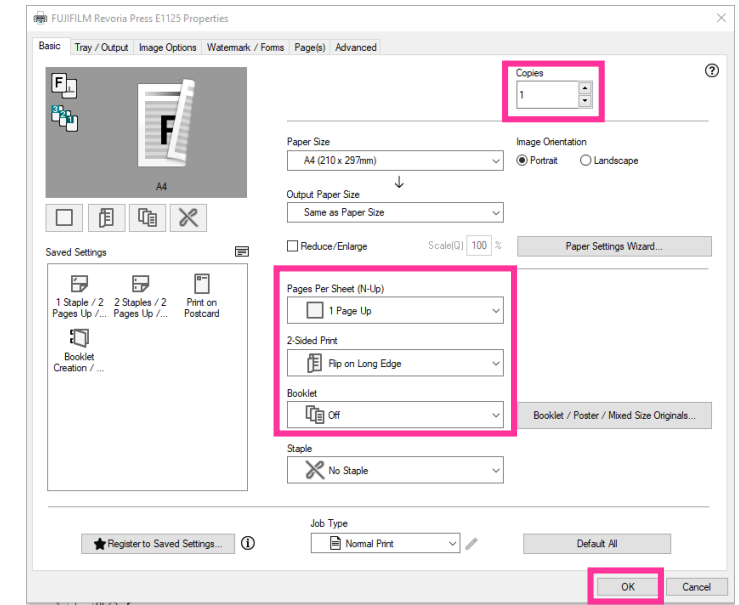 FUJIFILM Revoria Press E1125 Properties
Basic Tray / Output Image Options Watermark / Forms Page(s) Advanced
F
3 2 1
F
A4
Copies
1
Paper Size
A4 (210 x 297mm)
Image Orientation
Portrait Landscape
Output Paper Size
Same as Paper Size
Reduce/Enlarge Scale(Q) 100 %
Paper Settings Wizard...
Saved Settings
1 Staple / 2 Pages Up /...
2 Staples / 2 Pages Up /...
Print on Postcard
Booklet Creation / ...
Pages Per Sheet (N-Up)
1 Page Up
2-Sided Print
Flip on Long Edge
Booklet
Off
Booklet / Poster / Mixed Size Originals...
Staple
No Staple
Register to Saved Settings...
Job Type
Normal Print
Default All
OK Cancel